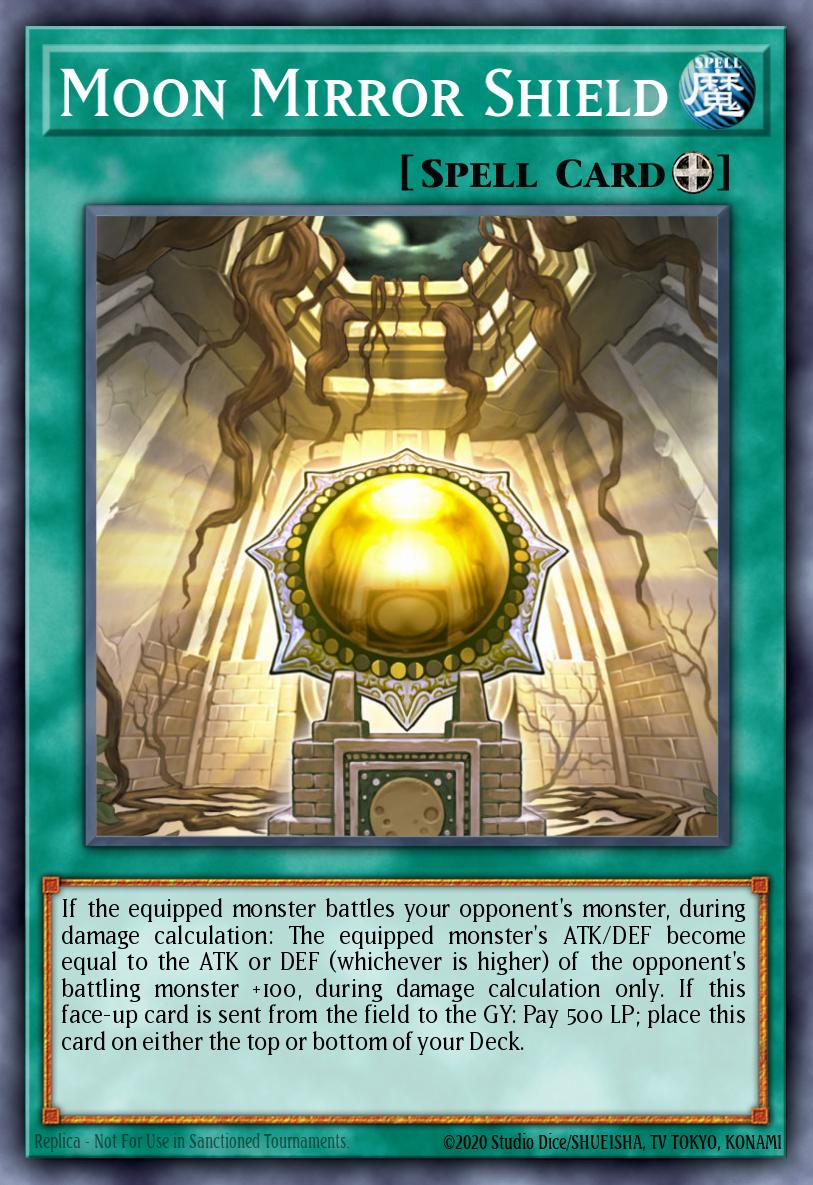 Moon Mirror Shield
SPELL
魔
[Spell Card]
If the equipped monster battles your opponent's monster, during
damage calculation: The equipped monster's ATK/DEF become
equal to the ATK or DEF (whichever is higher) of the opponent's
battling monster +100, during damage calculation only. If this
face-up card is sent from the field to the GY: Pay 500 LP; place this
card on either the top or bottom of your Deck.
Replica - Not For Use in Sanctioned Tournaments.
©2020 Studio Dice/SHUEISHA, TV TOKYO, KONAMI